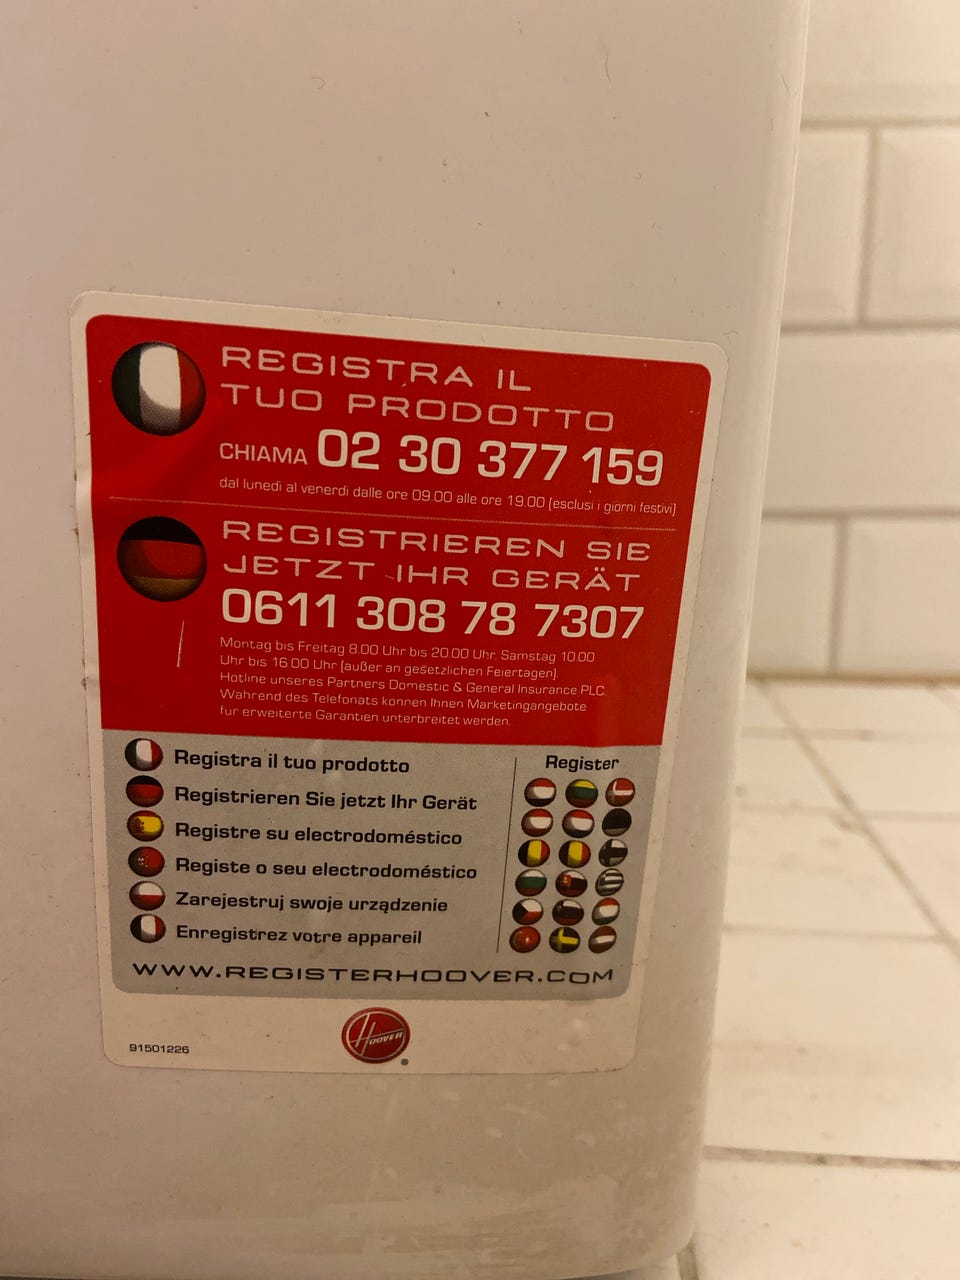 REGISTRA IL
TUO PRODOTTO
CHIAMA 02 30 377 159
dal lunedì al venerdì dalle ore 09.00 alle ore 19.00 (esclusi i giorni festivi)
REGISTRIEREN SIE
JETZT IHR GERÄT
0611 308 78 7307
Montag bis Freitag 8.00 Uhr bis 20.00 Uhr, Samstag 10.00
Uhr bis 16.00 Uhr (außer an gesetzlichen Feiertagen).
Hotline unseres Partners Domestic & General Insurance PLC.
Während des Telefonats können Ihnen Marketingangebote
für erweiterte Garantien unterbreitet werden.
Registra il tuo prodotto
Registrieren Sie jetzt Ihr Gerät
Registre su electrodoméstico
Registe o seu electrodoméstico
Zarejestruj swoje urządzenie
Enregistrez votre appareil
Register
WWW.REGISTERHOOVER.COM
91501226
HOOVER
®